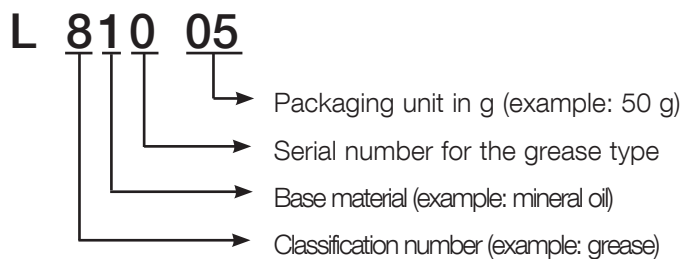 L 810 05
Packaging unit in g (example: 50 g)
Serial number for the grease type
Base material (example: mineral oil)
Classification number (example: grease)